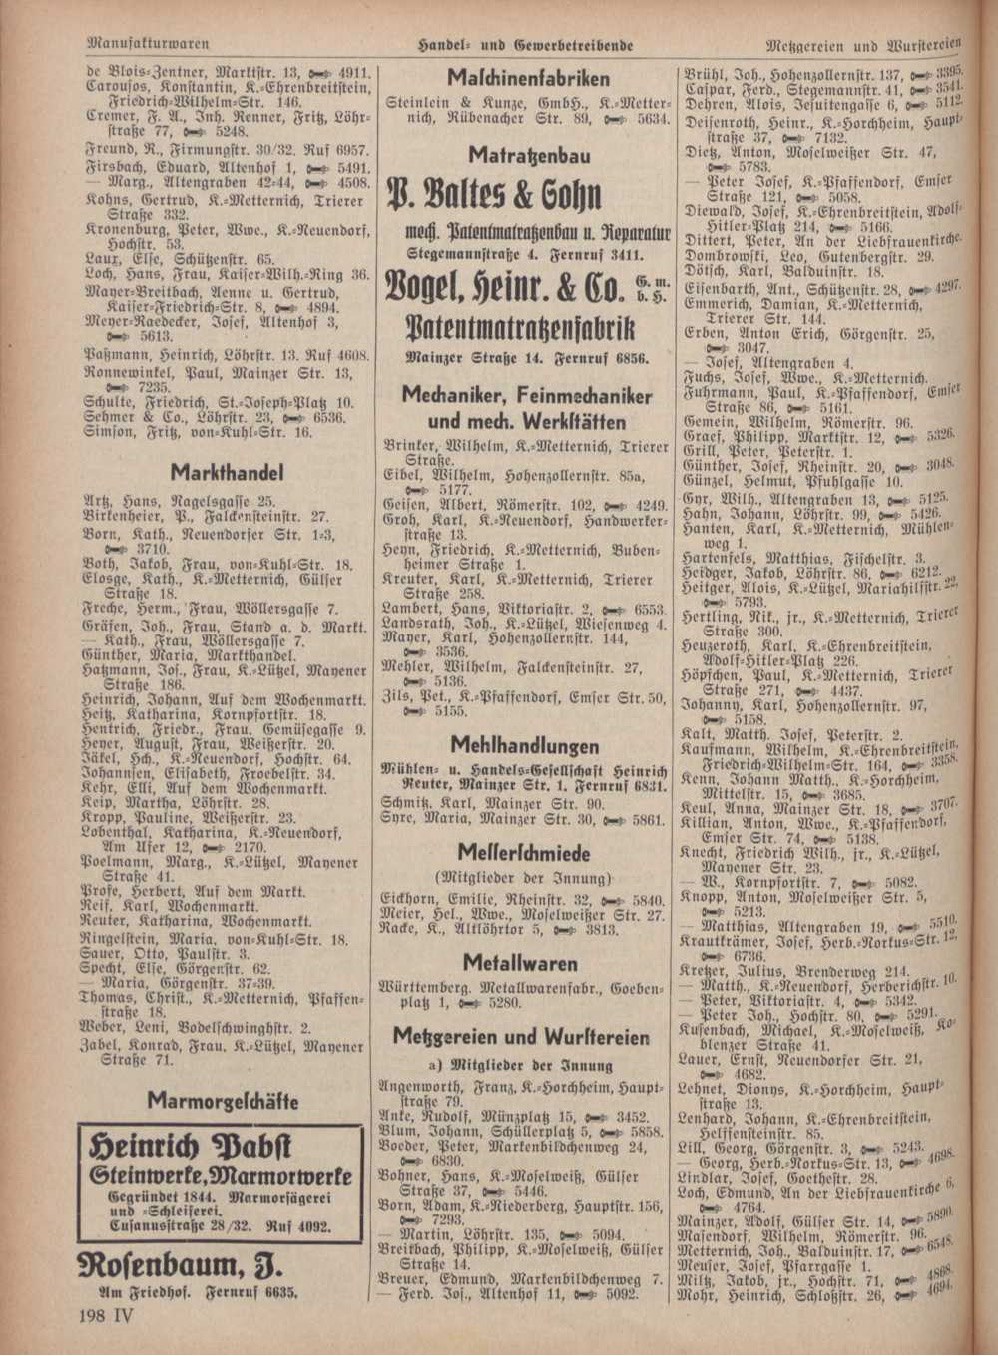 Manufakturwaren
Handel- und Gewerbetreibende
Metzgereien und Wurstereien
de Blois-Zentner, Marktstr. 13, 4911.
Caroujos, Konstantin, K.-Ehrenbreitstein,
Friedrich-Wilhelm-Str. 146.
Cremer, F. A., Inh. Renner, Fritz, Löhr-
straße 77, 5248.
Freund, R., Firmungstr. 30/32. Ruf 6957.
Firsbach, Eduard, Altenhof 1, 5491.
— Marg., Altengraben 42-44, 4508.
Kohns, Gertrud, K.-Metternich, Trierer
Straße 332.
Kronenburg, Peter, Wwe., K.-Neuendorf,
Hochstr. 53.
Laux, Else, Schützenstr. 65.
Loch, Hans, Frau, Kaiser-Wilh.-Ring 36.
Mayer-Breitbach, Aenne u. Gertrud,
Kaiser-Friedrich-Str. 8, 4894.
Meyer-Raedecker, Josef, Altenhof 3,
5613.
Paßmann, Heinrich, Löhrstr. 13. Ruf 4608.
Ronnewinkel, Paul, Mainzer Str. 13,
7235.
Schulte, Friedrich, St.-Joseph-Platz 10.
Sehmer & Co., Löhrstr. 23, 6536.
Simson, Fritz, von-Kuhl-Str. 16.
Markthandel
Artz, Hans, Nagelsgasse 25.
Birkenheier, P., Falckensteinstr. 27.
Born, Kath., Neuendorfer Str. 1-3,
3710.
Both, Jakob, Frau, von-Kuhl-Str. 18.
Elosge, Kath., K.-Metternich, Gülser
Straße 18.
Freche, Herm., Frau, Wöllersgasse 7.
Gräfen, Joh., Frau, Stand a. d. Markt.
— Kath., Frau, Wöllersgasse 7.
Günther, Maria, Markthandel.
Hatzmann, Jos., Frau, K.-Lützel, Mayener
Straße 186.
Heinrich, Johann, Auf dem Wochenmarkt.
Heitz, Katharina, Kornpfortstr. 18.
Hentrich, Friedr., Frau, Gemüsegasse 9.
Heyer, August, Frau, Weißerstr. 20.
Jäkel, Hch., K.-Neuendorf, Hochstr. 64.
Johannsen, Elisabeth, Froebelstr. 34.
Kehr, Elli, Auf dem Wochenmarkt.
Keip, Martha, Löhrstr. 28.
Kropp, Pauline, Weißerstr. 23.
Lobenthal, Katharina, K.-Neuendorf,
Am Ufer 12, 2170.
Poelmann, Marg., K.-Lützel, Mayener
Straße 41.
Profe, Herbert, Auf dem Markt.
Reif, Karl, Wochenmarkt.
Reuter, Katharina, Wochenmarkt.
Ringelstein, Maria, von-Kuhl-Str. 18.
Sauer, Otto, Paulstr. 3.
Specht, Else, Görgenstr. 62.
— Maria, Görgenstr. 37-39.
Thomas, Christ., K.-Metternich, Pfaffen-
straße 18.
Weber, Leni, Bodelschwinghstr. 2.
Zabel, Konrad, Frau, K.-Lützel, Mayener
Straße 71.
Marmorgeschäfte
Heinrich Pabst
Steinwerke, Marmorwerke
Gegründet 1844. Marmorsägerei
und -Schleiferei.
Cusanusstraße 28/32. Ruf 4092.
Rosenbaum, J.
Am Friedhof. Fernruf 6635.
198 IV
Maschinenfabriken
Steinlein & Kunze, GmbH., K.-Metter-
nich, Rübenacher Str. 89, 5634.
Matratzenbau
P. Baltes & Sohn
mech. Patentmatratzenbau u. Reparatur
Stegemannstraße 4. Fernruf 3411.
Vogel, Heinr. & Co. G. m. b. H.
Patentmatratzenfabrik
Mainzer Straße 14. Fernruf 6856.
Mechaniker, Feinmechaniker
und mech. Werkstätten
Brinker, Wilhelm, K.-Metternich, Trierer
Straße.
Eibel, Wilhelm, Hohenzollernstr. 85a,
5177.
Geisen, Albert, Römerstr. 102, 4249.
Groh, Karl, K.-Neuendorf, Handwerker-
straße 13.
Heyn, Friedrich, K.-Metternich, Buben-
heimer Straße 1.
Kreuter, Karl, K.-Metternich, Trierer
Straße 258.
Lambert, Hans, Viktoriastr. 2, 6553.
Landsrath, Joh., K.-Lützel, Wiesenweg 4.
Mayer, Karl, Hohenzollernstr. 144,
3536.
Mehler, Wilhelm, Falckensteinstr. 27,
5136.
Zils, Pet., K.-Pfaffendorf, Emser Str. 50,
5155.
Mehlhandlungen
Mühlen- u. Handels-Gesellschaft Heinrich
Reuter, Mainzer Str. 1. Fernruf 6831.
Schmitz, Karl, Mainzer Str. 90.
Syre, Maria, Mainzer Str. 30, 5861.
Messerschmiede
(Mitglieder der Innung)
Eickhorn, Emilie, Rheinstr. 32, 5840.
Meier, Hel., Wwe., Moselweißer Str. 27.
Racke, K., Altlöhrtor 5, 3813.
Metallwaren
Württemberg. Metallwarenfabr., Goeben-
platz 1, 5280.
Metzgereien und Wurstereien
a) Mitglieder der Innung
Angenworth, Franz, K.-Horchheim, Haupt-
straße 79.
Anke, Rudolf, Münzplatz 15, 3452.
Blum, Johann, Schüllerplatz 5, 5858.
Boeder, Peter, Markenbildchenweg 24,
6830.
Bohner, Hans, K.-Moselweiß, Gülser
Straße 37, 5446.
Born, Adam, K.-Niederberg, Hauptstr. 156,
7293.
— Martin, Löhrstr. 135, 5094.
Breitbach, Philipp, K.-Moselweiß, Gülser
Straße 14.
Breuer, Edmund, Markenbildchenweg 7.
— Ferd. Jos., Altenhof 11, 5092.
Brühl, Joh., Hohenzollernstr. 137, 3395.
Caspar, Ferd., Stegemannstr. 41, 3541.
Dehren, Alois, Jesuitengasse 6, 5112.
Deisenroth, Heinr., K.-Horchheim, Haupt-
straße 37, 7132.
Dietz, Anton, Moselweißer Str. 47,
5783.
— Peter Josef, K.-Pfaffendorf, Emser
Straße 121, 5058.
Diewald, Josef, K.-Ehrenbreitstein, Adolf-
Hitler-Platz 214, 5166.
Dittert, Peter, An der Liebfrauenkirche.
Dombrowski, Leo, Gutenbergstr. 29.
Dötsch, Karl, Balduinstr. 18.
Eisenbarth, Ant., Schützenstr. 28, 4297.
Emmerich, Damian, K.-Metternich,
Trierer Str. 144.
Erben, Anton Erich, Görgenstr. 25,
3047.
— Josef, Altengraben 4.
Fuchs, Josef, Wwe., K.-Metternich.
Fuhrmann, Paul, K.-Pfaffendorf, Emser
Straße 86, 5161.
Gemein, Wilhelm, Römerstr. 96.
Graef, Philipp, Marktstr. 12, 5326.
Grill, Peter, Peterstr. 1.
Günther, Josef, Rheinstr. 20, 3048.
Günzel, Helmut, Pfuhlgasse 10.
Gyr, Wilh., Altengraben 13, 5125.
Hahn, Johann, Löhrstr. 99, 5426.
Hanten, Karl, K.-Metternich, Mühlen-
weg 1.
Hartenfels, Matthias, Fischelstr. 3.
Heidger, Jakob, Löhrstr. 86, 6212.
Heitger, Alois, K.-Lützel, Mariahilfstr. 22,
5793.
Hertling, Nik., jr., K.-Metternich, Trierer
Straße 300.
Heuzeroth, Karl, K.-Ehrenbreitstein,
Adolf-Hitler-Platz 226.
Höpfchen, Paul, K.-Metternich, Trierer
Straße 271, 4437.
Johanny, Karl, Hohenzollernstr. 97,
5158.
Kalt, Matth. Josef, Peterstr. 2.
Kaufmann, Wilhelm, K.-Ehrenbreitstein,
Friedrich-Wilhelm-Str. 164, 3358.
Kenn, Johann Matth., K.-Horchheim,
Mittelstr. 15, 3685.
Keul, Anna, Mainzer Str. 18, 3707.
Killian, Anton, Wwe., K.-Pfaffendorf,
Emser Str. 74, 5138.
Knecht, Friedrich Wilh., jr., K.-Lützel,
Mayener Str. 23.
— W., Kornpfortstr. 7, 5082.
Knopp, Anton, Moselweißer Str. 5,
5213.
— Matthias, Altengraben 19, 5510.
Krautkrämer, Josef, Herb.-Norkus-Str. 12,
6736.
Kretzer, Julius, Brenderweg 214.
— Matth., K.-Neuendorf, Herberichstr. 10.
— Peter, Viktoriastr. 4, 5342.
— Peter Joh., Hochstr. 80, 5291.
Kusenbach, Michael, K.-Moselweiß, Ko-
blenzer Straße 41.
Lauer, Ernst, Neuendorfer Str. 21,
4682.
Lehnet, Dionys, K.-Horchheim, Haupt-
straße 13.
Lenhard, Johann, K.-Ehrenbreitstein,
Helffensteinstr. 85.
Lill, Georg, Görgenstr. 3, 5243.
— Georg, Herb.-Norkus-Str. 13, 4698.
Lindlar, Josef, Goethestr. 28.
Loch, Edmund, An der Liebfrauenkirche 6,
4764.
Mainzer, Adolf, Gülser Str. 14, 5890.
Masendorf, Wilhelm, Römerstr. 96.
Metternich, Joh., Balduinstr. 17, 6548.
Meuser, Josef, Pfarrgasse 1.
Miltz, Jakob, jr., Hochstr. 71, 4868.
Mohr, Heinrich, Schloßstr. 26, 4694.